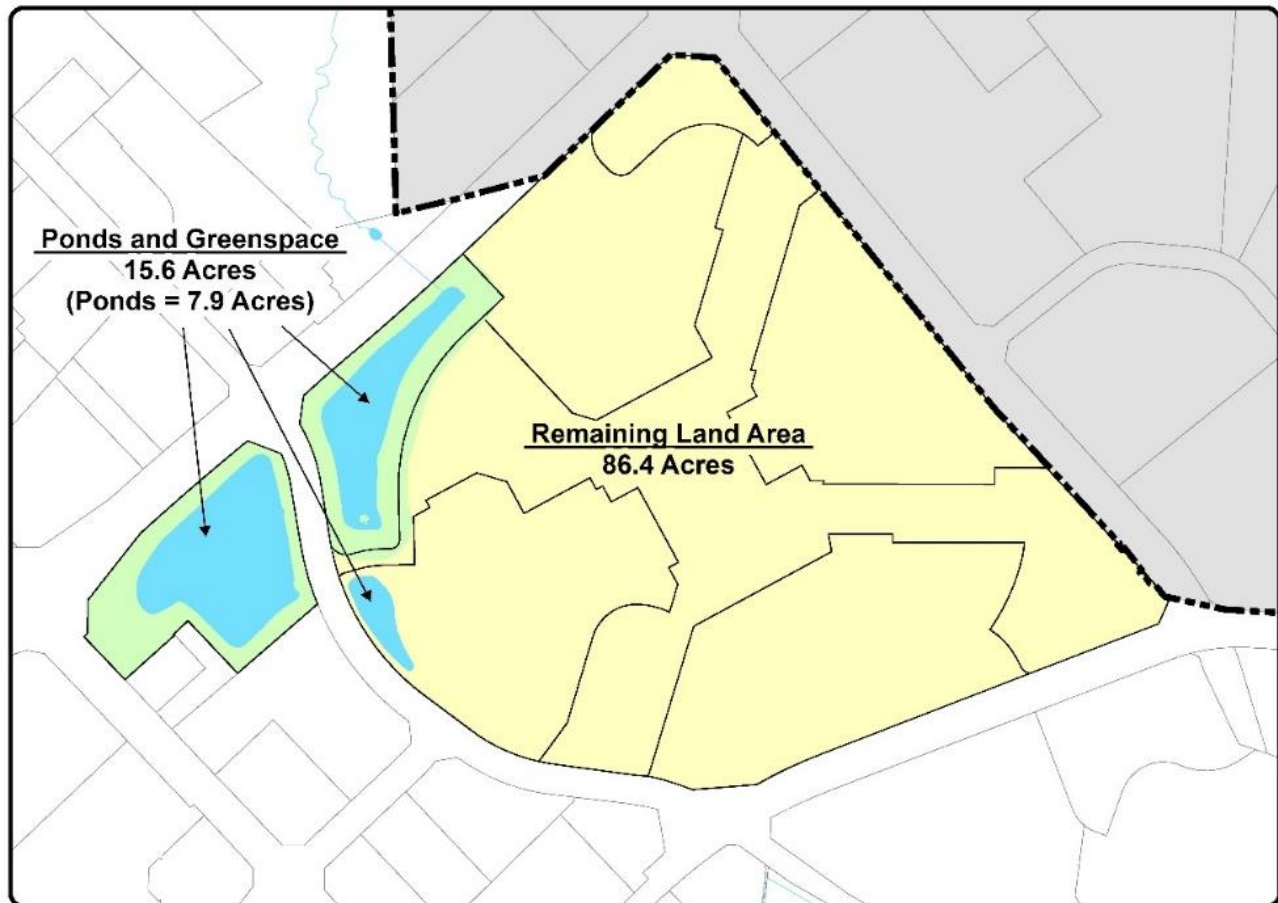 Ponds and Greenspace
15.6 Acres
(Ponds = 7.9 Acres)
Remaining Land Area
86.4 Acres